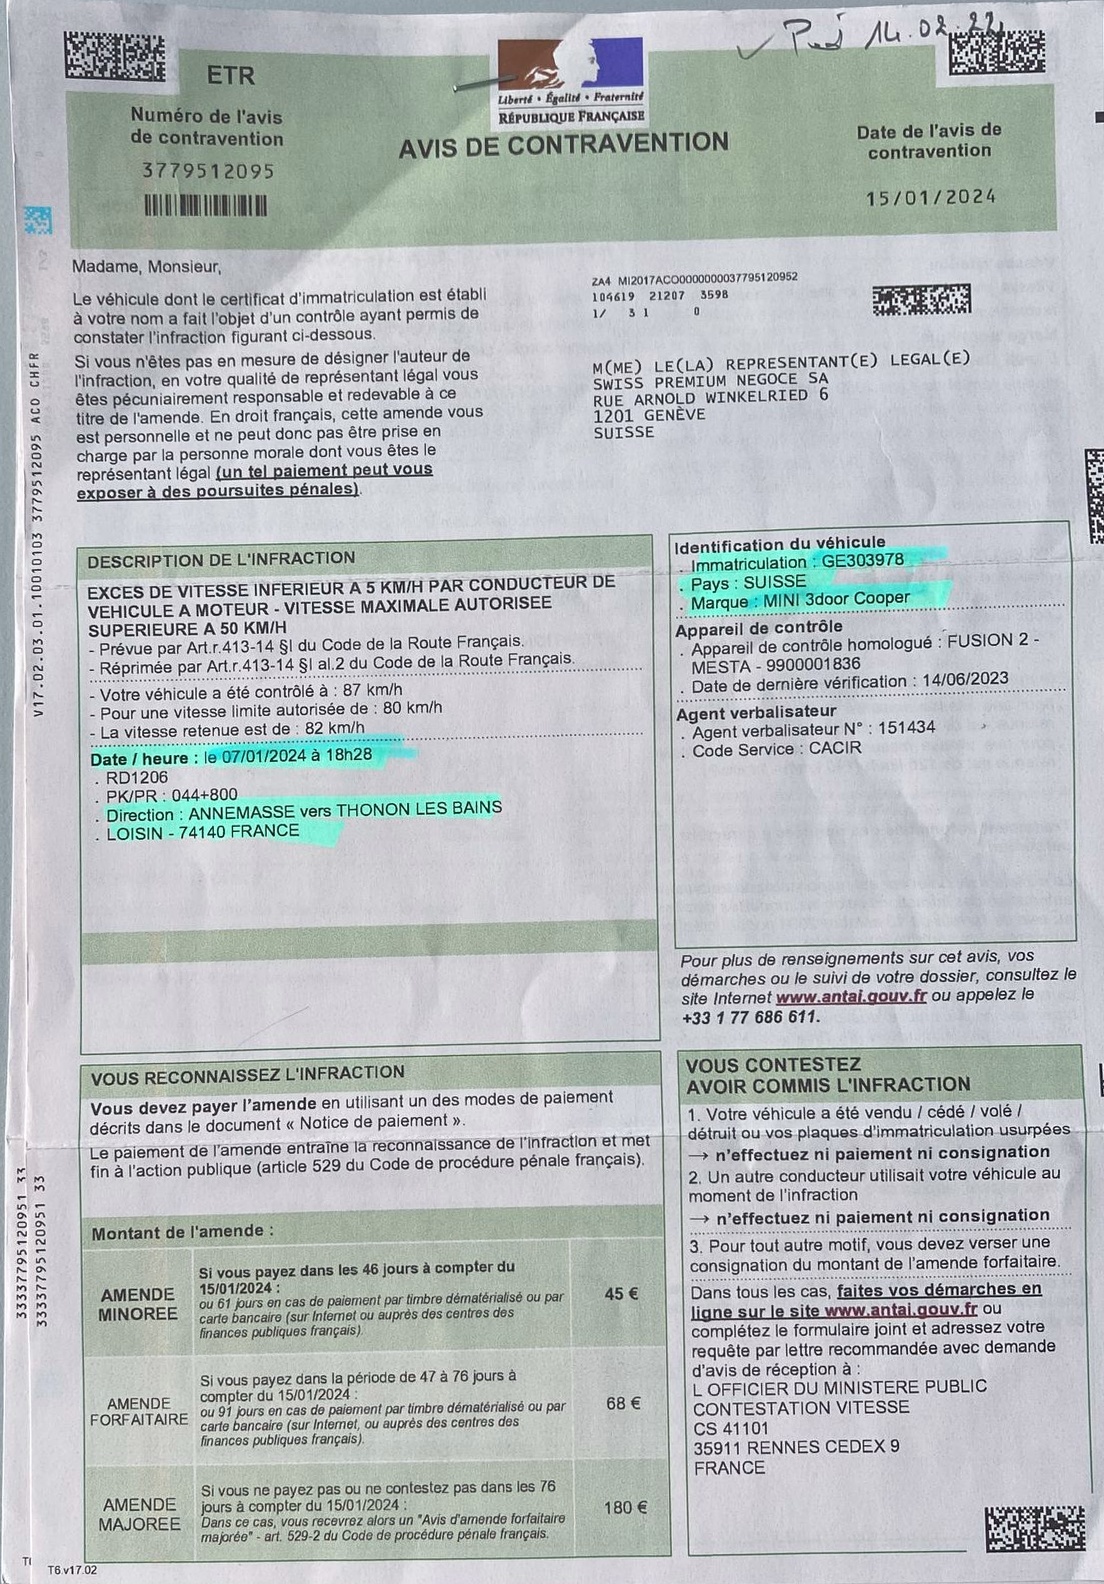 14.02.
ETR
Liberté • Égalité • Fraternité
RÉPUBLIQUE FRANÇAISE
Numéro de l'avis
de contravention
3779512095
AVIS DE CONTRAVENTION
Date de l'avis de
contravention
15/01/2024
Madame, Monsieur,
Le véhicule dont le certificat d'immatriculation est établi
à votre nom a fait l'objet d'un contrôle ayant permis de
constater l'infraction figurant ci-dessous.
Si vous n'êtes pas en mesure de désigner l'auteur de
l'infraction, en votre qualité de représentant légal vous
êtes pécuniairement responsable et redevable à ce
titre de l'amende. En droit français, cette amende vous
est personnelle et ne peut donc pas être prise en
charge par la personne morale dont vous êtes le
représentant légal (un tel paiement peut vous
exposer à des poursuites pénales).
2A4 MI2017ACO0000000037795120952
104619 21207 3598
1/ 3 1 0
M(ME) LE(LA) REPRESENTANT(E) LEGAL(E)
SWISS PREMIUM NEGOCE SA
RUE ARNOLD WINKELRIED 6
1201 GENÈVE
SUISSE
V17.02.03.01.10010103 3779512095 ACO CHFR
DESCRIPTION DE L'INFRACTION
EXCES DE VITESSE INFERIEUR A 5 KM/H PAR CONDUCTEUR DE
VEHICULE A MOTEUR - VITESSE MAXIMALE AUTORISEE
SUPERIEURE A 50 KM/H
- Prévue par Art.r.413-14 §I du Code de la Route Français.
- Réprimée par Art.r.413-14 §I al.2 du Code de la Route Français.
- Votre véhicule a été contrôlé à : 87 km/h
- Pour une vitesse limite autorisée de : 80 km/h
- La vitesse retenue est de : 82 km/h
Date / heure : le 07/01/2024 à 18h28
. RD1206
. PK/PR : 044+800
. Direction : ANNEMASSE vers THONON LES BAINS
. LOISIN - 74140 FRANCE
Identification du véhicule
. Immatriculation : GE303978
. Pays : SUISSE
. Marque : MINI 3door Cooper
Appareil de contrôle
. Appareil de contrôle homologué : FUSION 2 -
MESTA - 9900001836
. Date de dernière vérification : 14/06/2023
Agent verbalisateur
. Agent verbalisateur N° : 151434
. Code Service : CACIR
Pour plus de renseignements sur cet avis, vos
démarches ou le suivi de votre dossier, consultez le
site Internet www.antai.gouv.fr ou appelez le
+33 1 77 686 611.
VOUS RECONNAISSEZ L'INFRACTION
Vous devez payer l'amende en utilisant un des modes de paiement
décrits dans le document « Notice de paiement ».
Le paiement de l'amende entraîne la reconnaissance de l'infraction et met
fin à l'action publique (article 529 du Code de procédure pénale français).
Montant de l'amende :
AMENDE
MINOREE
Si vous payez dans les 46 jours à compter du
15/01/2024 :
ou 61 jours en cas de paiement par timbre dématérialisé ou par
carte bancaire (sur Internet ou auprès des centres des
finances publiques français).
45 €
AMENDE
FORFAITAIRE
Si vous payez dans la période de 47 à 76 jours à
compter du 15/01/2024 :
ou 91 jours en cas de paiement par timbre dématérialisé ou par
carte bancaire (sur Internet, ou auprès des centres des
finances publiques français).
68 €
AMENDE
MAJOREE
Si vous ne payez pas ou ne contestez pas dans les 76
jours à compter du 15/01/2024 :
Dans ce cas, vous recevrez alors un "Avis d'amende forfaitaire
majorée" - art. 529-2 du Code de procédure pénale français.
180 €
VOUS CONTESTEZ
AVOIR COMMIS L'INFRACTION
1. Votre véhicule a été vendu / cédé / volé /
détruit ou vos plaques d'immatriculation usurpées
→ n'effectuez ni paiement ni consignation
2. Un autre conducteur utilisait votre véhicule au
moment de l'infraction
→ n'effectuez ni paiement ni consignation
3. Pour tout autre motif, vous devez verser une
consignation du montant de l'amende forfaitaire.
Dans tous les cas, faites vos démarches en
ligne sur le site www.antai.gouv.fr ou
complétez le formulaire joint et adressez votre
requête par lettre recommandée avec demande
d'avis de réception à :
L OFFICIER DU MINISTERE PUBLIC
CONTESTATION VITESSE
CS 41101
35911 RENNES CEDEX 9
FRANCE
33337795120951 33
33337795120951 33
T6.v17.02